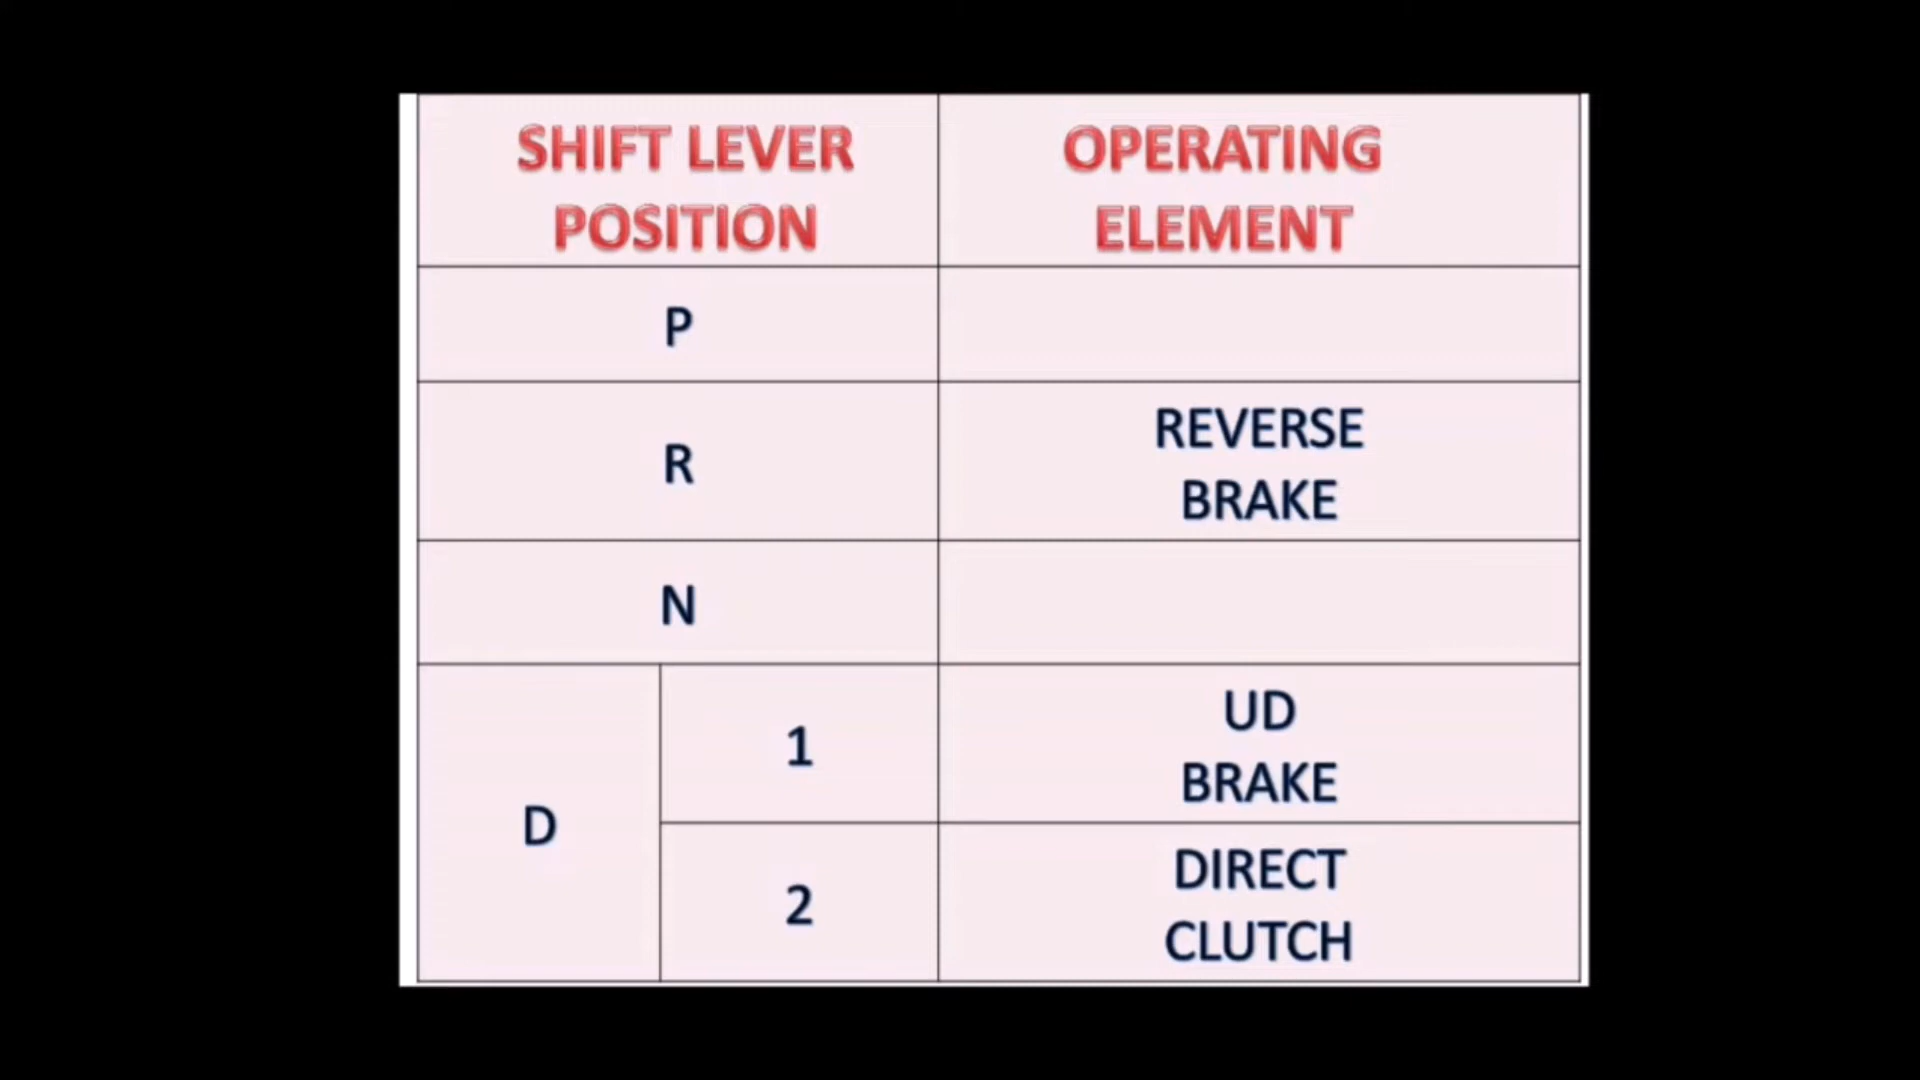 SHIFT LEVER
POSITION
OPERATING
ELEMENT
P
R
REVERSE
BRAKE
N
D
1
UD
BRAKE
2
DIRECT
CLUTCH